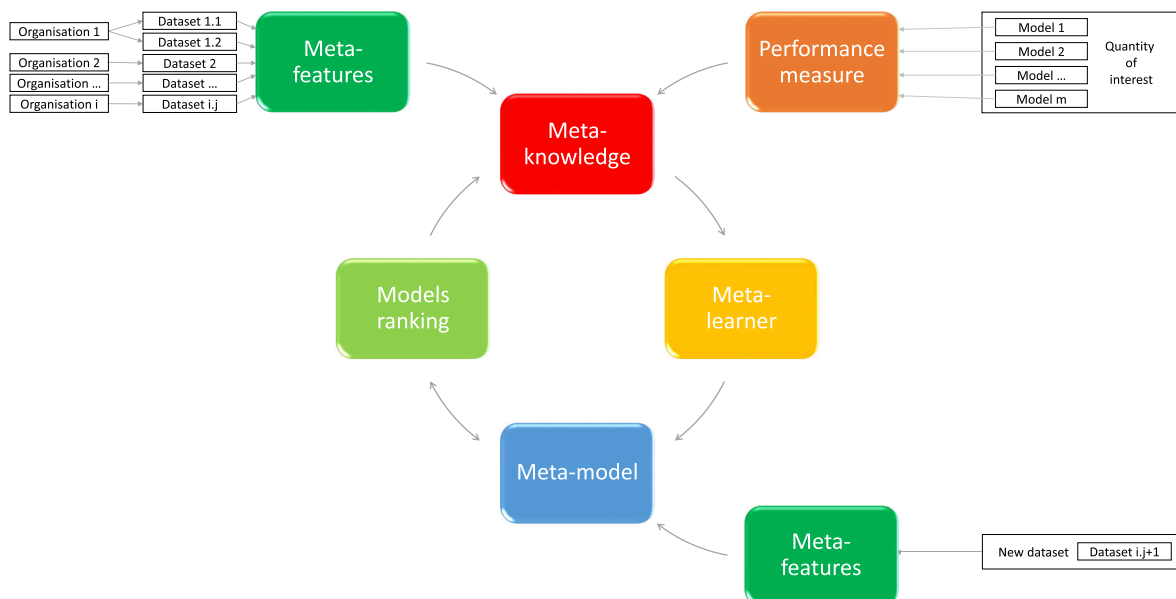 Organisation 1
Organisation 2
Organisation ...
Organisation i
Dataset 1.1
Dataset 1.2
Dataset 2
Dataset ...
Dataset i.j
Meta-
features
Performance
measure
Model 1
Model 2
Model ...
Model m
Quantity
of
interest
Meta-
knowledge
Models
ranking
Meta-
learner
Meta-model
Meta-
features
New dataset
Dataset i.j+1